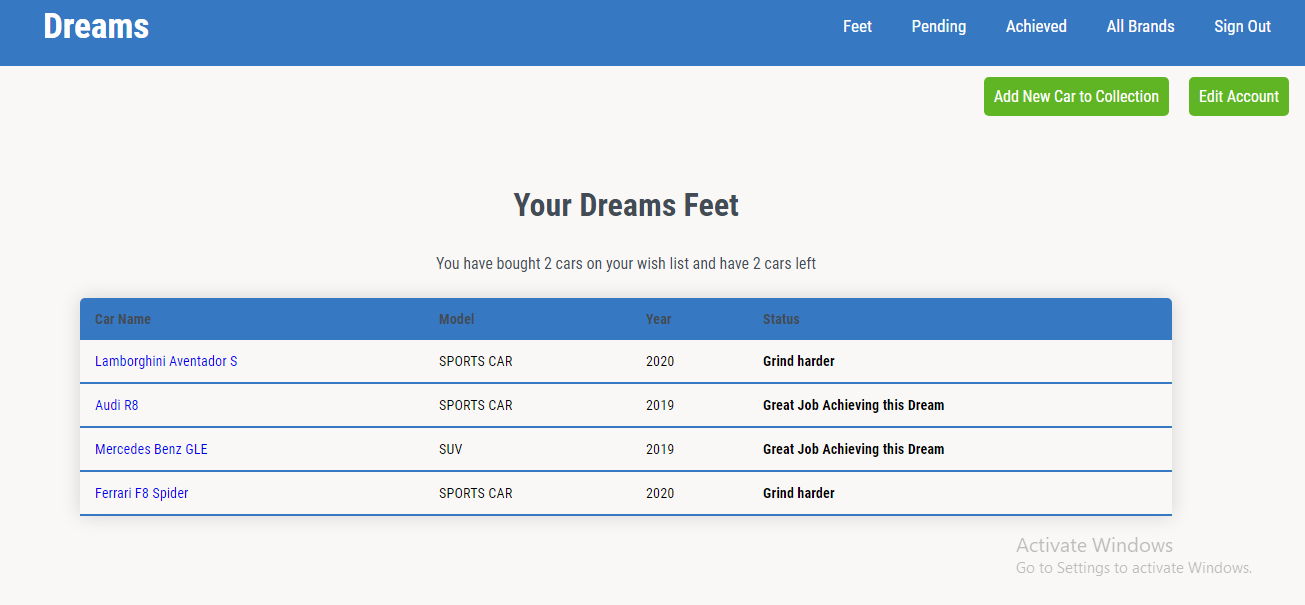 Dreams Feet Pending Achieved All Brands Sign Out
Add New Car to Collection Edit Account
Your Dreams Feet
You have bought 2 cars on your wish list and have 2 cars left
Car Name Model Year Status
Lamborghini Aventador S SPORTS CAR 2020 Grind harder
Audi R8 SPORTS CAR 2019 Great Job Achieving this Dream
Mercedes Benz GLE SUV 2019 Great Job Achieving this Dream
Ferrari F8 Spider SPORTS CAR 2020 Grind harder
Activate Windows
Go to Settings to activate Windows.